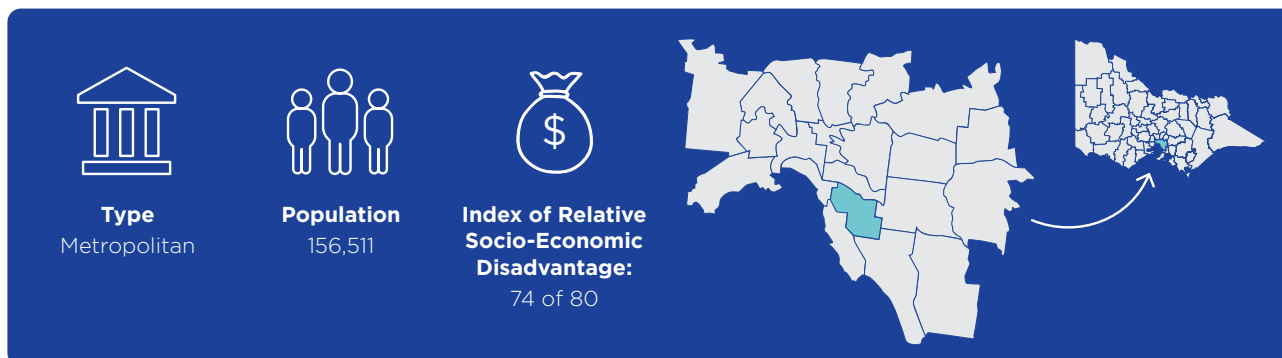 Type
Metropolitan
Population
156,511
$
Index of Relative
Socio-Economic
Disadvantage:
74 of 80